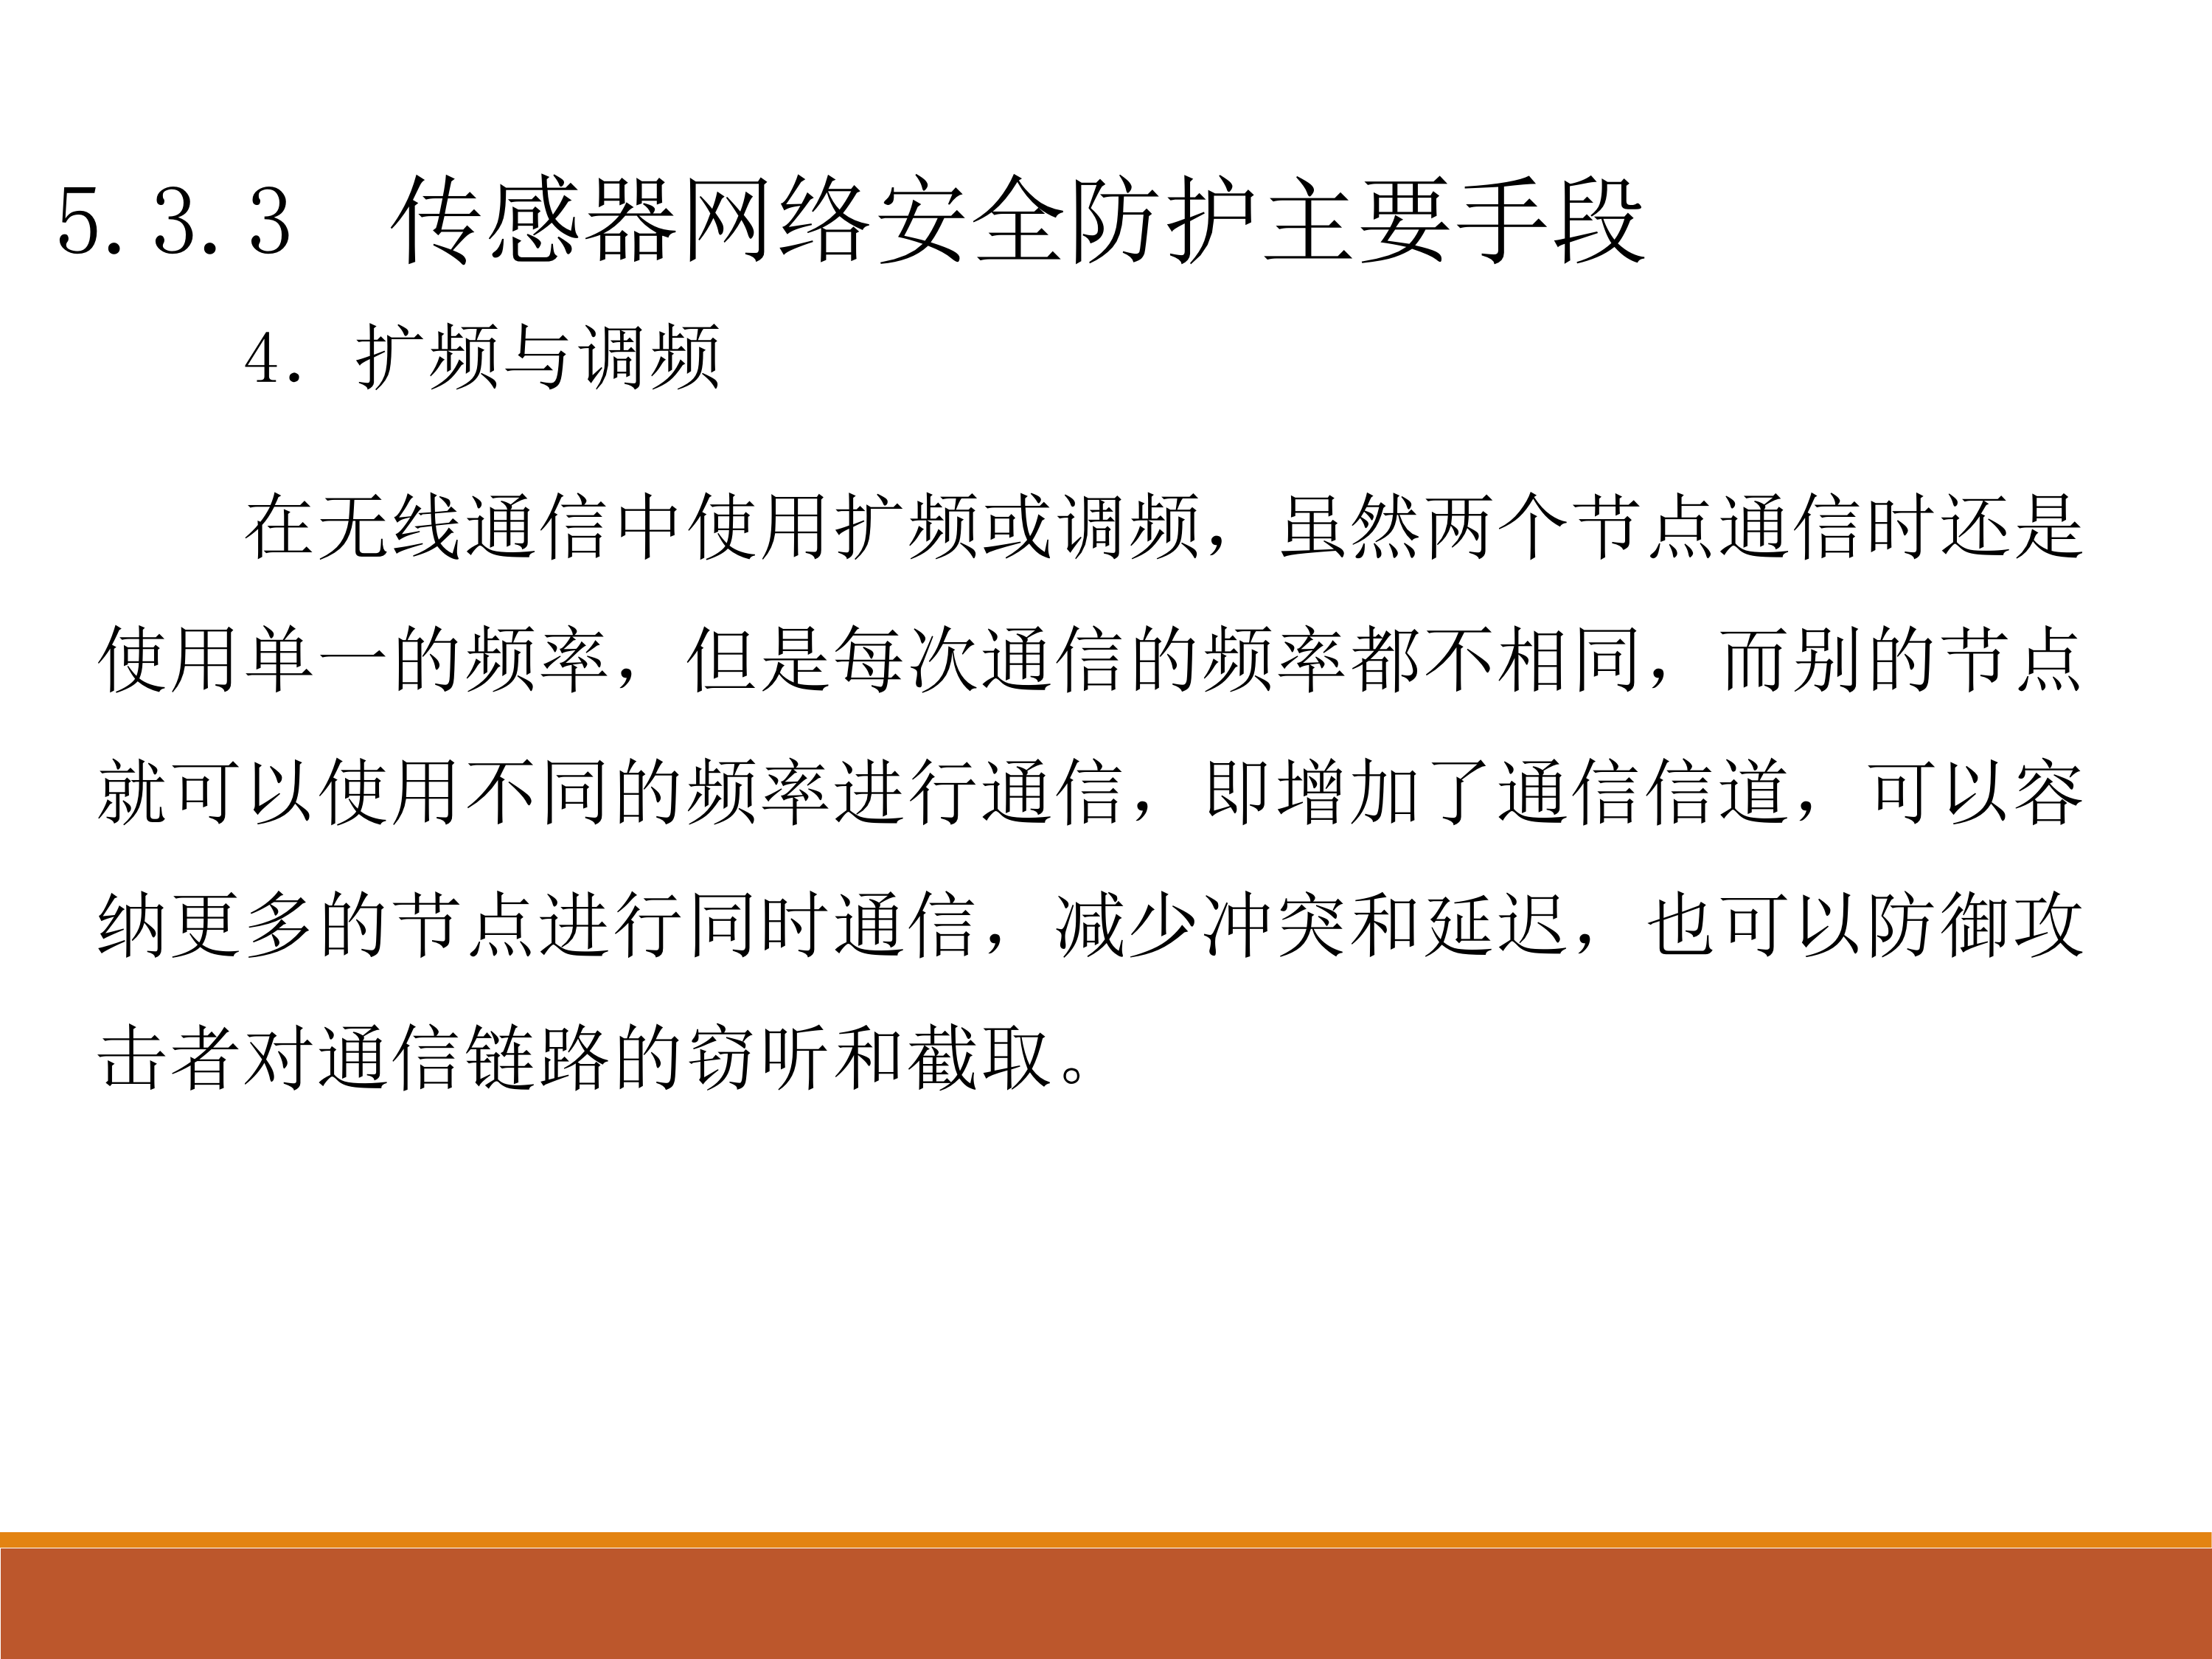 5.3.3 传感器网络安全防护主要手段
4. 扩频与调频
在无线通信中使用扩频或调频，虽然两个节点通信时还是
使用单一的频率，但是每次通信的频率都不相同，而别的节点
就可以使用不同的频率进行通信，即增加了通信信道，可以容
纳更多的节点进行同时通信，减少冲突和延迟，也可以防御攻
击者对通信链路的窃听和截取。